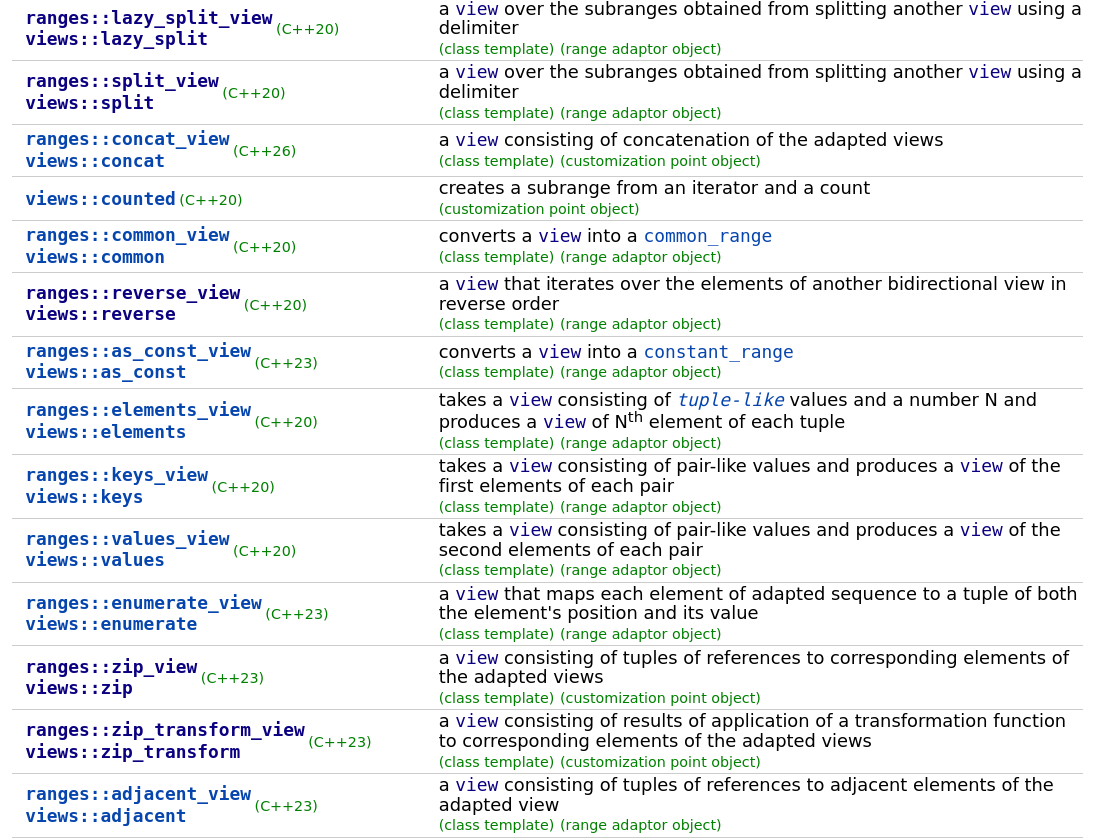 ranges::lazy_split_view
views::lazy_split
(C++20)
a view over the subranges obtained from splitting another view using a
delimiter
(class template) (range adaptor object)
ranges::split_view
views::split
(C++20)
a view over the subranges obtained from splitting another view using a
delimiter
(class template) (range adaptor object)
ranges::concat_view
views::concat
(C++26)
a view consisting of concatenation of the adapted views
(class template) (customization point object)
views::counted (C++20)
creates a subrange from an iterator and a count
(customization point object)
ranges::common_view
views::common
(C++20)
converts a view into a common_range
(class template) (range adaptor object)
ranges::reverse_view
views::reverse
(C++20)
a view that iterates over the elements of another bidirectional view in
reverse order
(class template) (range adaptor object)
ranges::as_const_view
views::as_const
(C++23)
converts a view into a constant_range
(class template) (range adaptor object)
ranges::elements_view
views::elements
(C++20)
takes a view consisting of tuple-like values and a number N and
produces a view of Nth element of each tuple
(class template) (range adaptor object)
ranges::keys_view
views::keys
(C++20)
takes a view consisting of pair-like values and produces a view of the
first elements of each pair
(class template) (range adaptor object)
ranges::values_view
views::values
(C++20)
takes a view consisting of pair-like values and produces a view of the
second elements of each pair
(class template) (range adaptor object)
ranges::enumerate_view
views::enumerate
(C++23)
a view that maps each element of adapted sequence to a tuple of both
the element's position and its value
(class template) (range adaptor object)
ranges::zip_view
views::zip
(C++23)
a view consisting of tuples of references to corresponding elements of
the adapted views
(class template) (customization point object)
ranges::zip_transform_view
views::zip_transform
(C++23)
a view consisting of results of application of a transformation function
to corresponding elements of the adapted views
(class template) (customization point object)
ranges::adjacent_view
views::adjacent
(C++23)
a view consisting of tuples of references to adjacent elements of the
adapted view
(class template) (range adaptor object)